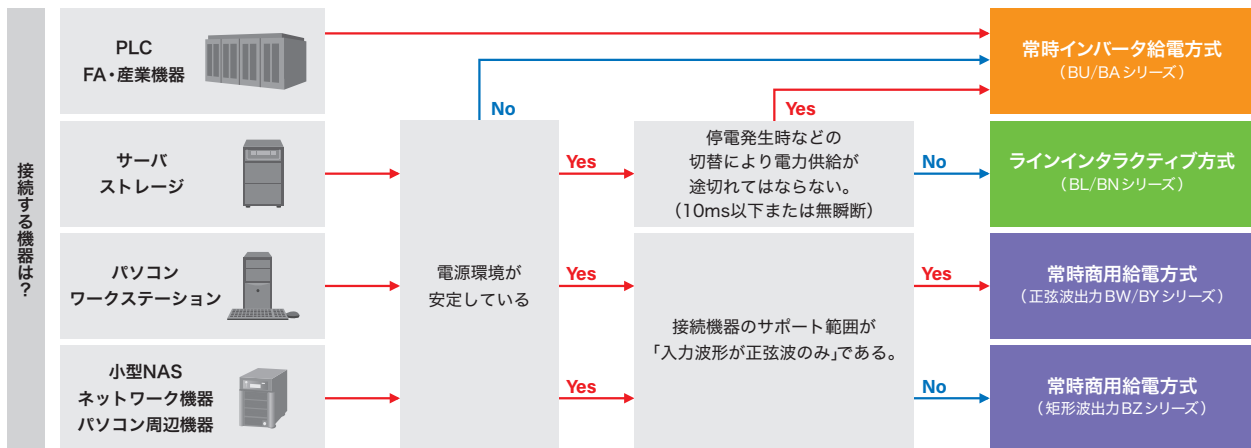 接続する機器は？
PLC
FA・産業機器
サーバ
ストレージ
パソコン
ワークステーション
小型NAS
ネットワーク機器
パソコン周辺機器
No
電源環境が
安定している
Yes
Yes
Yes
Yes
停電発生時などの
切替により電力供給が
途切れてはならない。
（10ms以下または無瞬断）
No
接続機器のサポート範囲が
「入力波形が正弦波のみ」である。
Yes
No
常時インバータ給電方式
（BU/BAシリーズ）
ラインインタラクティブ方式
（BL/BNシリーズ）
常時商用給電方式
（正弦波出力BW/BYシリーズ）
常時商用給電方式
（矩形波出力BZシリーズ）